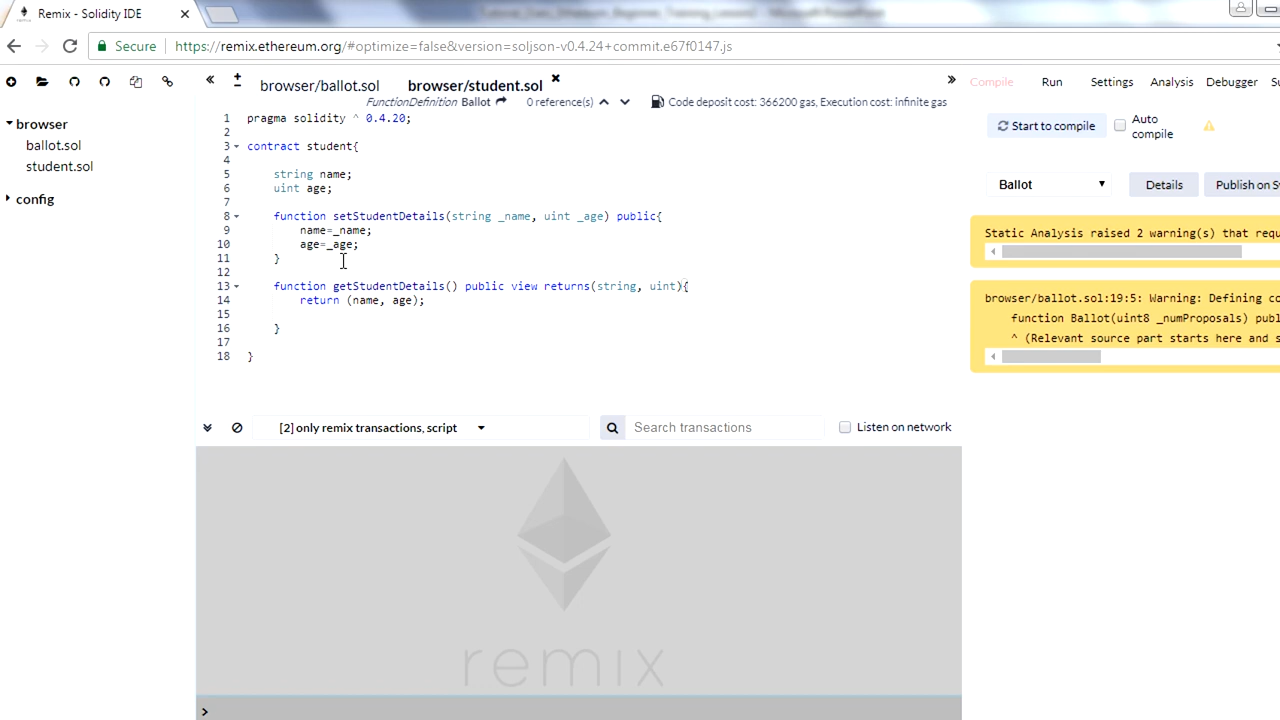 Remix - Solidity IDE
Secure
https://remix.ethereum.org/#optimize=false&version=soljson-v0.4.24+commit.e67f0147.js
browser/ballot.sol
browser/student.sol
Compile
Run
Settings
Analysis
Debugger
FunctionDefinition Ballot
0 reference(s)
Code deposit cost: 366200 gas, Execution cost: infinite gas
browser
ballot.sol
student.sol
config
1 pragma solidity ^ 0.4.20;
2
3 contract student{
4
5 string name;
6 uint age;
7
8 function setStudentDetails(string _name, uint _age) public{
9 name=_name;
10 age=_age;
11 }
12
13 function getStudentDetails() public view returns(string, uint){
14 return (name, age);
15
16 }
17
18 }
Start to compile
Auto compile
Ballot
Details
Publish on S
Static Analysis raised 2 warning(s) that requ
browser/ballot.sol:19:5: Warning: Defining co
function Ballot(uint8 _numProposals) publ
^ (Relevant source part starts here and s
[2] only remix transactions, script
Search transactions
Listen on network
remix
>